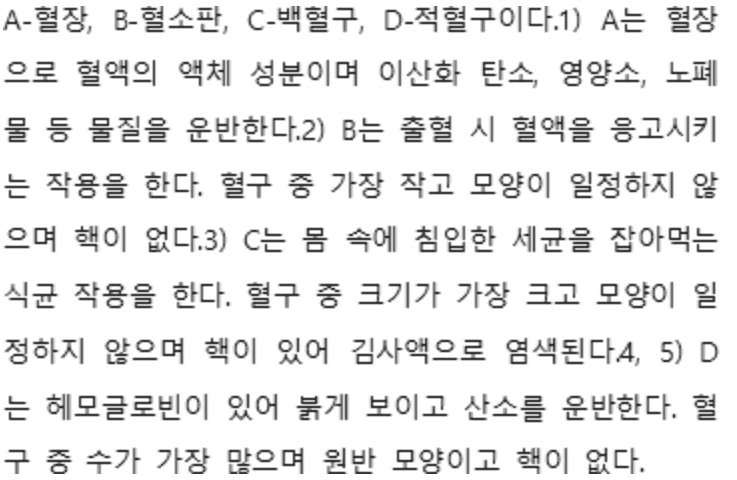 A-혈장, B-혈소판, C-백혈구, D-적혈구이다.1) A는 혈장
으로 혈액의 액체 성분이며 이산화 탄소, 영양소, 노폐
물 등 물질을 운반한다.2) B는 출혈 시 혈액을 응고시키
는 작용을 한다. 혈구 중 가장 작고 모양이 일정하지 않
으며 핵이 없다.3) C는 몸 속에 침입한 세균을 잡아먹는
식균 작용을 한다. 혈구 중 크기가 가장 크고 모양이 일
정하지 않으며 핵이 있어 김사액으로 염색된다.4, 5) D
는 헤모글로빈이 있어 붉게 보이고 산소를 운반한다. 혈
구 중 수가 가장 많으며 원반 모양이고 핵이 없다.